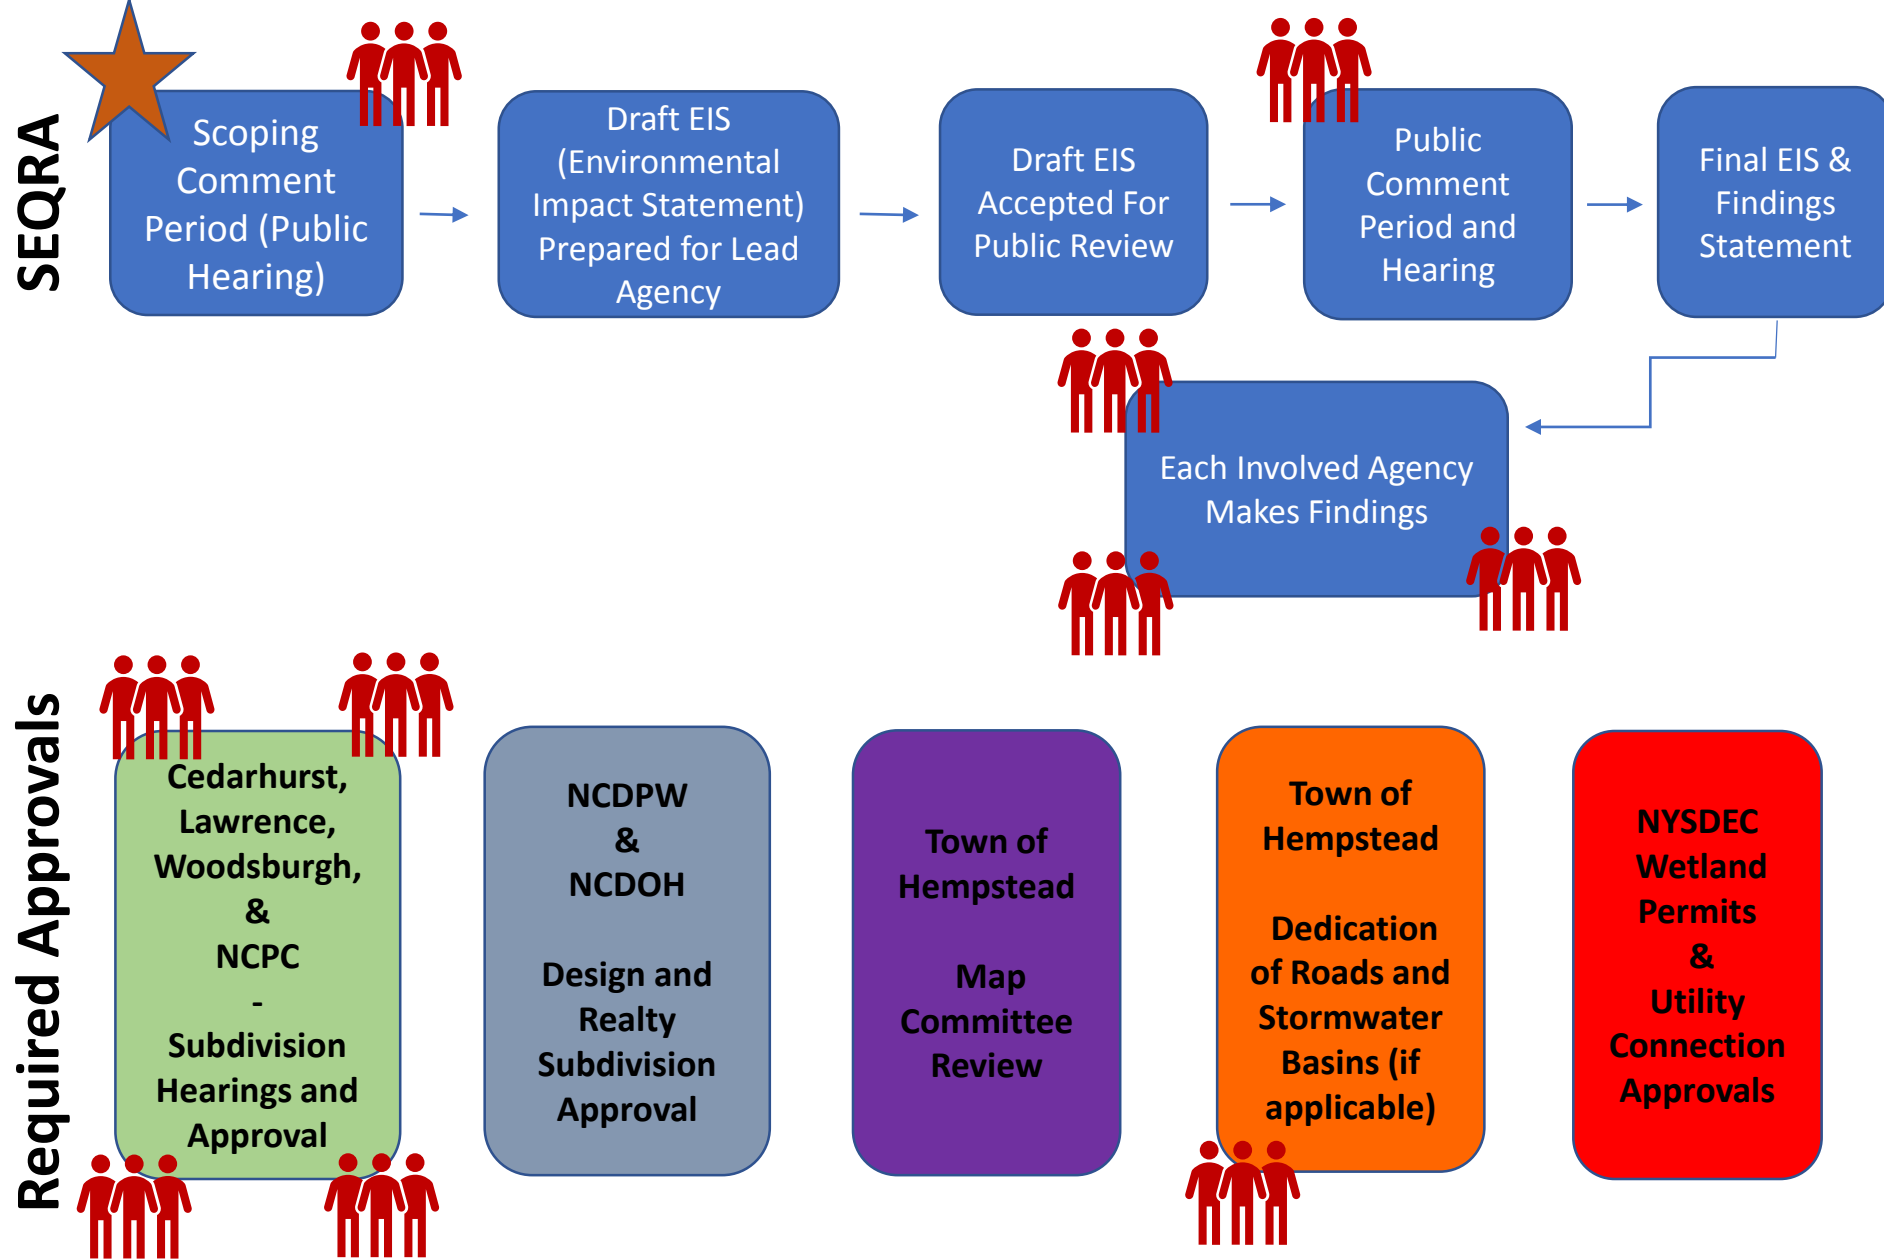 SEQRA
Scoping
Comment
Period (Public
Hearing)
Draft EIS
(Environmental
Impact Statement)
Prepared for Lead
Agency
Draft EIS
Accepted For
Public Review
Public
Comment
Period and
Hearing
Final EIS &
Findings
Statement
Each Involved Agency
Makes Findings
Required Approvals
Cedarhurst,
Lawrence,
Woodsburgh,
&
NCPC
-
Subdivision
Hearings and
Approval
NCDPW
&
NCDOH
Design and
Realty
Subdivision
Approval
Town of
Hempstead
Map
Committee
Review
Town of
Hempstead
Dedication
of Roads and
Stormwater
Basins (if
applicable)
NYSDEC
Wetland
Permits
&
Utility
Connection
Approvals